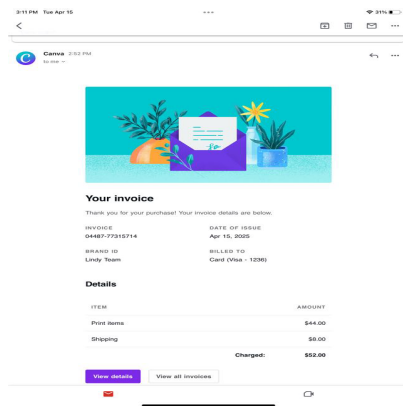 3:11 PM Tue Apr 15
31%
Canva 2:52 PM
to me
Your invoice
Thank you for your purchase! Your invoice details are below.
INVOICE DATE OF ISSUE
04487-77315714 Apr 15, 2025
BRAND ID BILLED TO
Lindy Team Card (Visa - 1236)
Details
ITEM AMOUNT
Print items $44.00
Shipping $8.00
Charged: $52.00
View details View all invoices